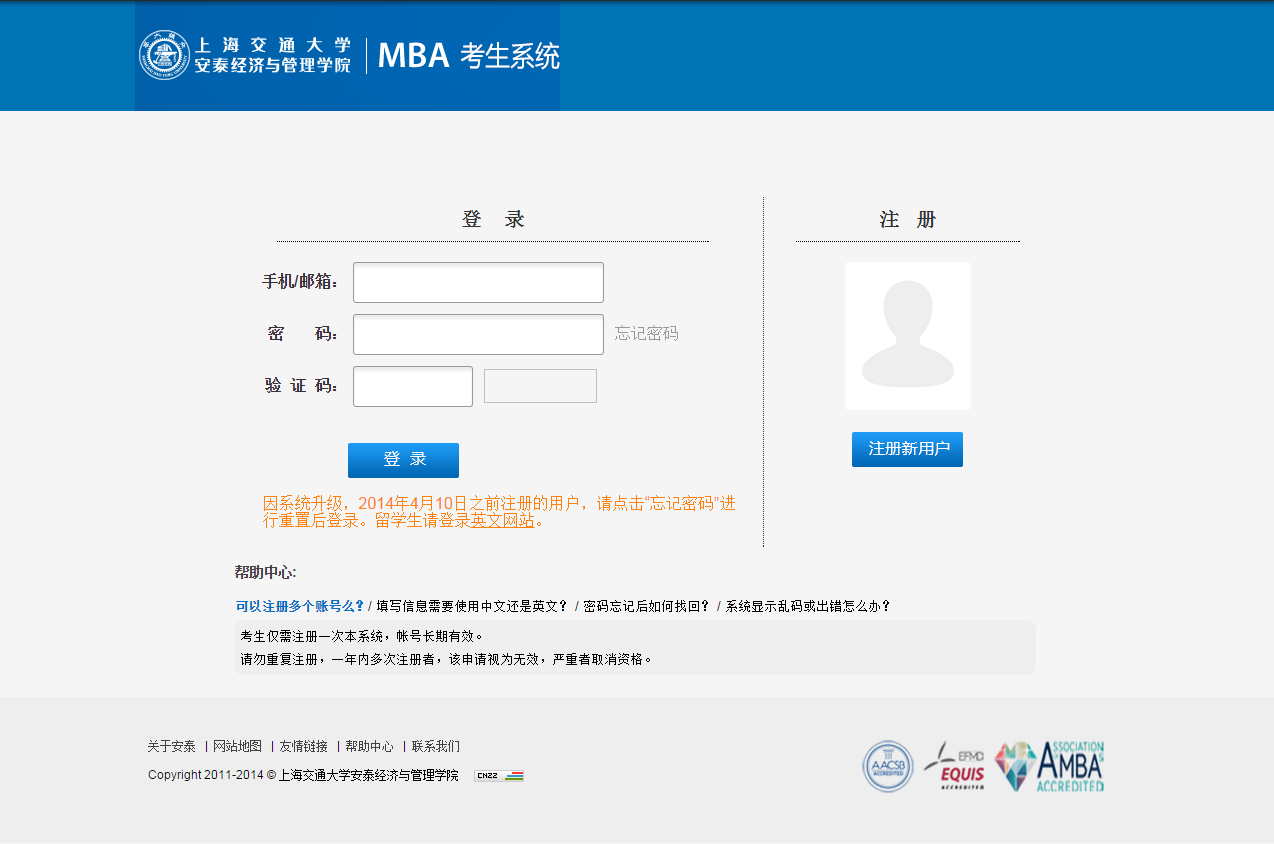 上海交通大学
安泰经济与管理学院
MBA 考生系统
登 录
手机/邮箱：
密 码：
忘记密码
验 证 码：
登 录
因系统升级，2014年4月10日之前注册的用户，请点击“忘记密码”进
行重置后登录。留学生请登录英文网站。
注 册
注册新用户
帮助中心:
可以注册多个账号么？ / 填写信息需要使用中文还是英文？ / 密码忘记后如何找回？ / 系统显示乱码或出错怎么办？
考生仅需注册一次本系统，帐号长期有效。
请勿重复注册，一年内多次注册者，该申请视为无效，严重者取消资格。
关于安泰 | 网站地图 | 友情链接 | 帮助中心 | 联系我们
Copyright 2011-2014 © 上海交通大学安泰经济与管理学院
CNZZ
AACSB
ACCREDITED
EFMD
EQUIS
ACCREDITED
ASSOCIATION
AMBA'S
ACCREDITED